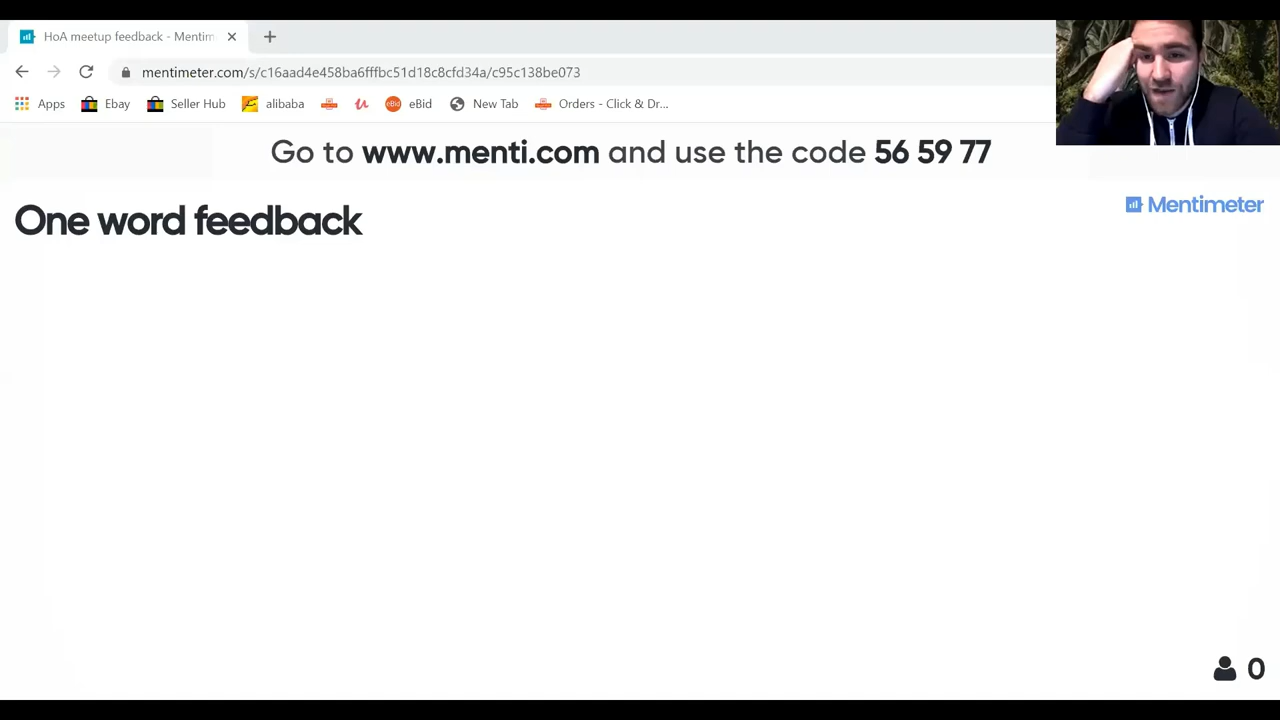 HoA meetup feedback - Mentim
mentimeter.com/s/c16aad4e458ba6fffbc51d18c8cfd34a/c95c138be073
Apps Ebay Seller Hub alibaba eBid eBid New Tab Orders - Click & Dr...
Go to www.menti.com and use the code 56 59 77
One word feedback
Mentimeter
0